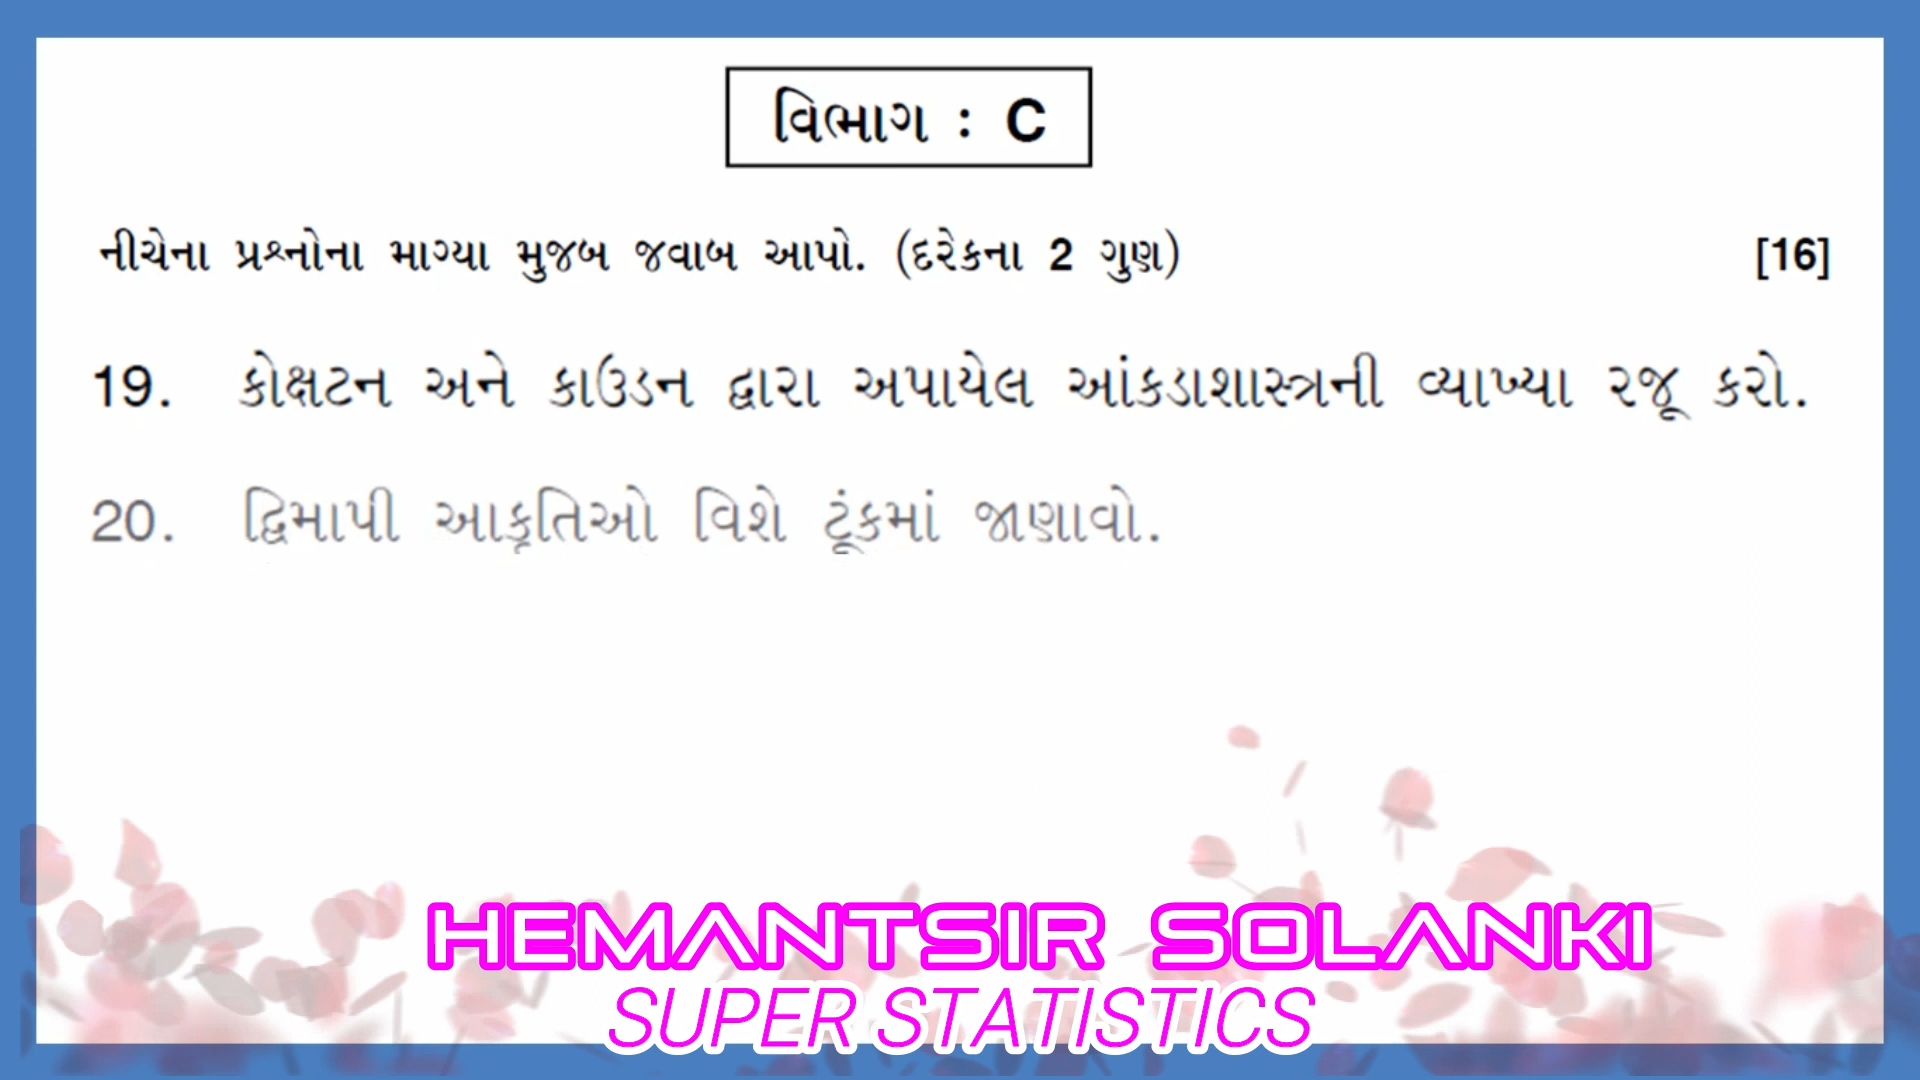 વિભાગ : C
નીચેના પ્રશ્નોના માગ્યા મુજબ જવાબ આપો. (દરેકના 2 ગુણ) [16]
19. કોક્ષટન અને કાઉડન દ્વારા અપાયેલ આંકડાશાસ્ત્રની વ્યાખ્યા રજૂ કરો.
20. દ્વિમાપી આકૃતિઓ વિશે ટૂંકમાં જાણાવો.
HEMANTSIR SOLANKI
SUPER STATISTICS